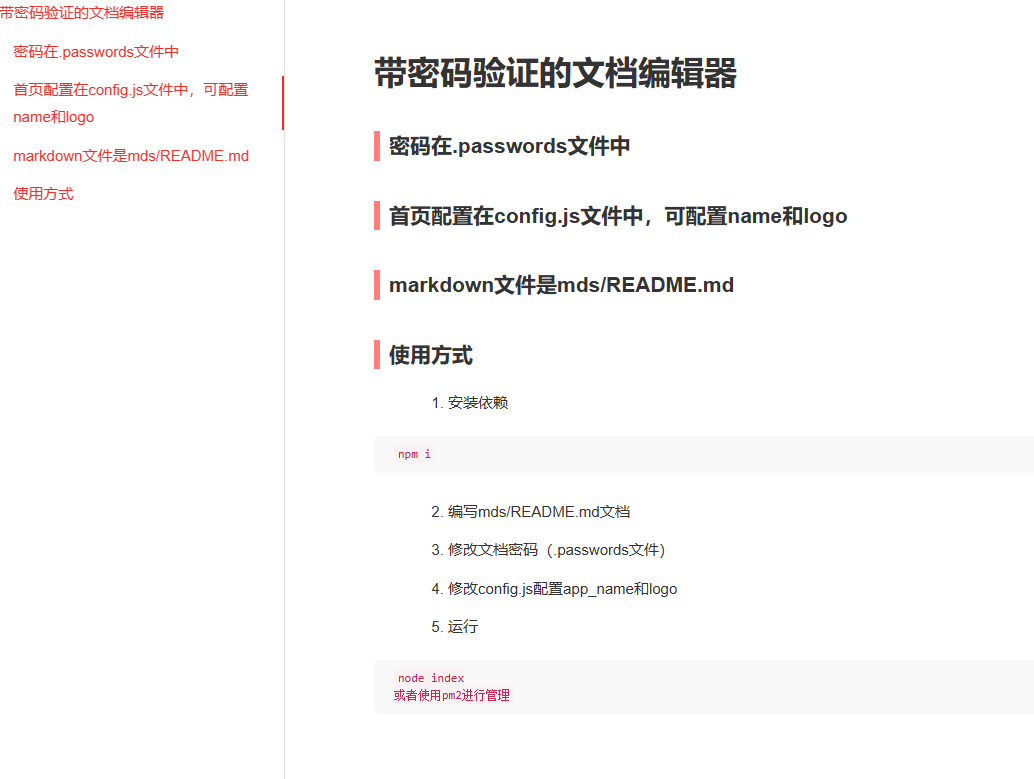 带密码验证的文档编辑器
密码在.passwords文件中
首页配置在config.js文件中，可配置
name和logo
markdown文件是mds/README.md
使用方式
带密码验证的文档编辑器
密码在.passwords文件中
首页配置在config.js文件中，可配置name和logo
markdown文件是mds/README.md
使用方式
1. 安装依赖
npm i
2. 编写mds/README.md文档
3. 修改文档密码（.passwords文件）
4. 修改config.js配置app_name和logo
5. 运行
node index
或者使用pm2进行管理